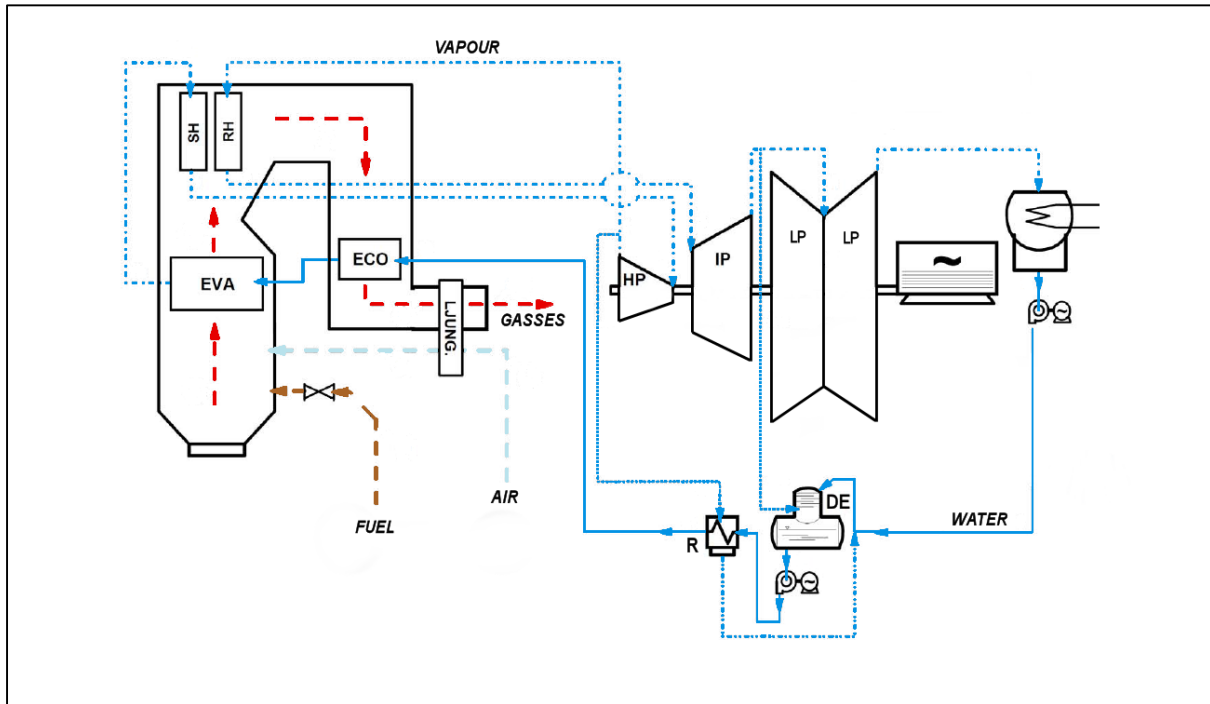 VAPOUR
SH
RH
ECO
EVA
LJUNG.
GASSES
HP
IP
LP
LP
~
AIR
FUEL
R
DE
WATER